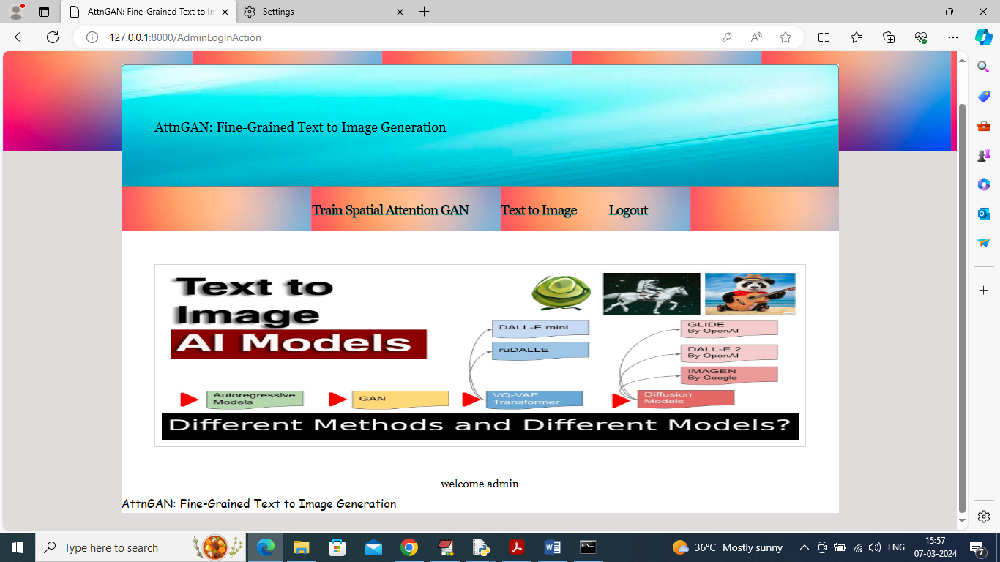 AttnGAN: Fine-Grained Text to In
Settings
127.0.0.1:8000/AdminLoginAction
AttnGAN: Fine-Grained Text to Image Generation
Train Spatial Attention GAN
Text to Image
Logout
Text to
Image
AI Models
DALL-E mini
ruDALLE
GLIDE
By OpenAI
DALL-E 2
By OpenAI
IMAGEN
By Google
Autoregressive
Models
GAN
VQ-VAE
Transformer
Diffusion
Models
Different Methods and Different Models?
welcome admin
AttnGAN: Fine-Grained Text to Image Generation
Type here to search
36°C Mostly sunny
ENG
15:57
07-03-2024
7